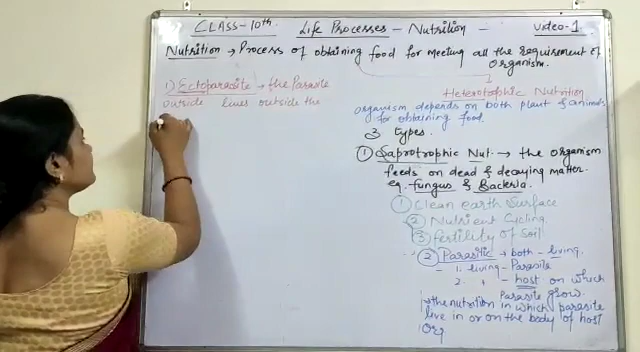 CLASS-10th. Life Processes - Nutrition - Video-1
Nutrition → Process of obtaining food for meeting all the requirement of
Organism.
1) Ectoparasite → the Parasite
outside lives outside the
Heterotrophic Nutrition
organism depends on both plant & animals
for obtaining food.
3 types.
① Saprotrophic Nut. → the organism
feeds on dead & decaying matter.
eg. fungus & Bacteria.
① Clean earth Surface
② Nutrient Cycling
③ fertility of Soil
② Parasitic → both - living.
1. living - Parasite
2. " - host on which
Parasite grow.
the nutrition in which parasite
live in or on the body of host
Org